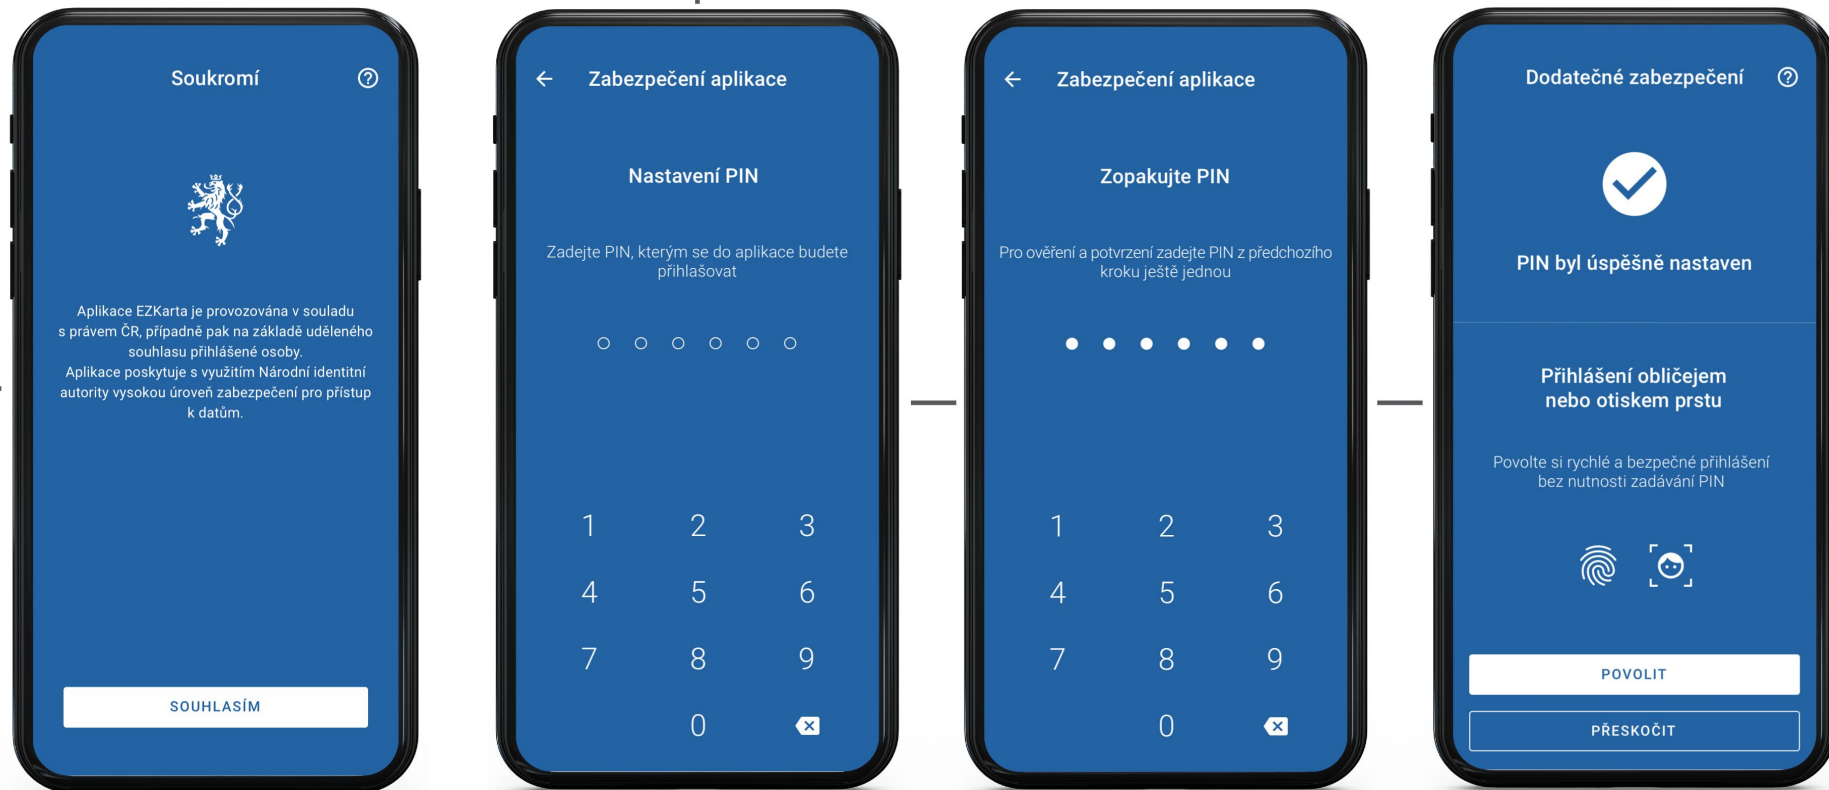 Soukromí
Aplikace EZKarta je provozována v souladu
s právem ČR, případně pak na základě uděleného
souhlasu přihlášené osoby.
Aplikace poskytuje s využitím Národní identitní
autority vysokou úroveň zabezpečení pro přístup
k datům.
SOUHLASÍM
Zabezpečení aplikace
Nastavení PIN
Zadejte PIN, kterým se do aplikace budete
přihlašovat
1 2 3
4 5 6
7 8 9
0
Zabezpečení aplikace
Zopakujte PIN
Pro ověření a potvrzení zadejte PIN z předchozího
kroku ještě jednou
1 2 3
4 5 6
7 8 9
0
Dodatečné zabezpečení
PIN byl úspěšně nastaven
Přihlášení obličejem
nebo otiskem prstu
Povolte si rychlé a bezpečné přihlášení
bez nutnosti zadávání PIN
POVOLIT
PŘESKOČIT